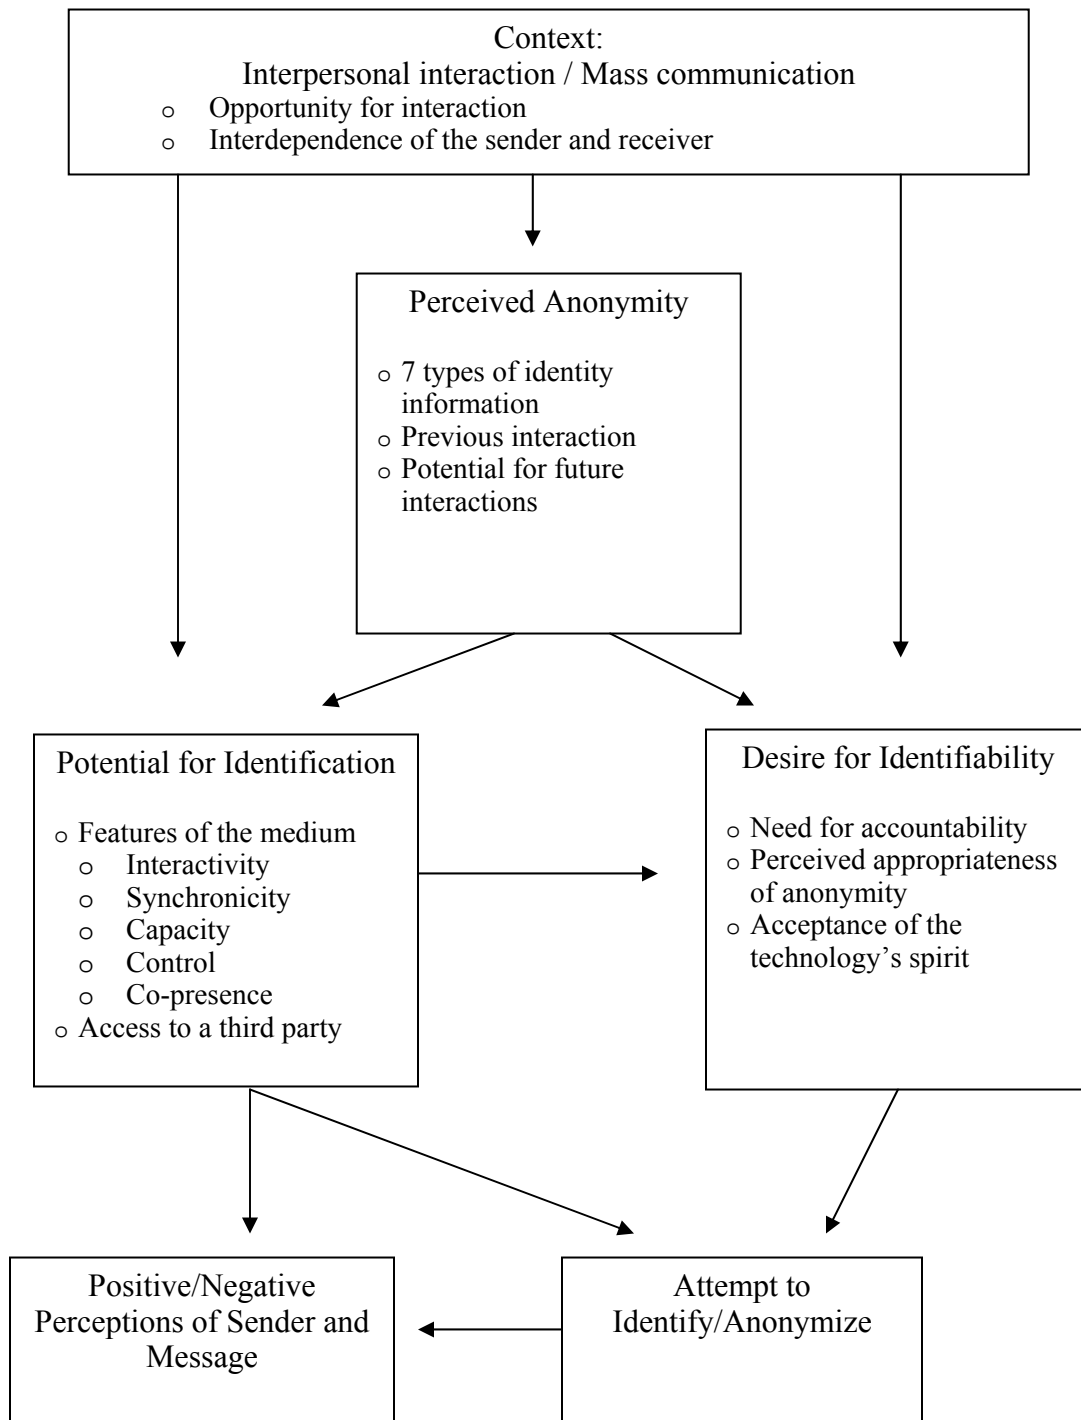 Context:
Interpersonal interaction / Mass communication
o Opportunity for interaction
o Interdependence of the sender and receiver
Perceived Anonymity
o 7 types of identity
information
o Previous interaction
o Potential for future
interactions
Potential for Identification
o Features of the medium
o Interactivity
o Synchronicity
o Capacity
o Control
o Co-presence
o Access to a third party
Desire for Identifiability
o Need for accountability
o Perceived appropriateness
of anonymity
o Acceptance of the
technology’s spirit
Positive/Negative
Perceptions of Sender and
Message
Attempt to
Identify/Anonymize